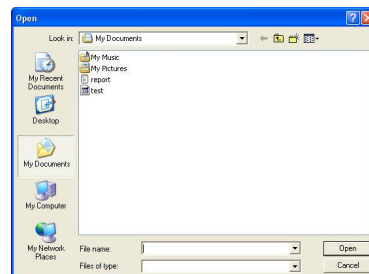 Open
Look in:
My Documents
My Recent
Documents
Desktop
My Documents
My Computer
My Network
Places
My Music
My Pictures
report
test
File name:
Open
Files of type:
Cancel